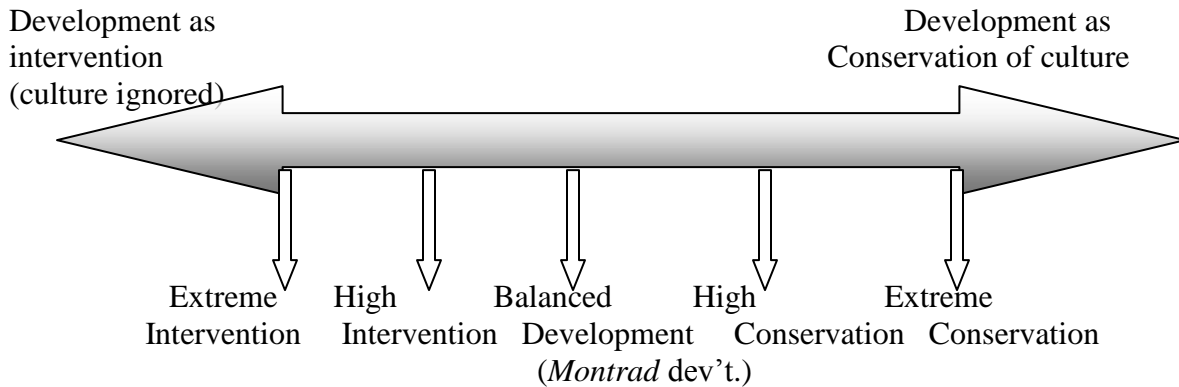 Development as
intervention
(culture ignored)
Development as
Conservation of culture
Extreme
Intervention
High
Intervention
Balanced
Development
(Montrad dev’t.)
High
Conservation
Extreme
Conservation